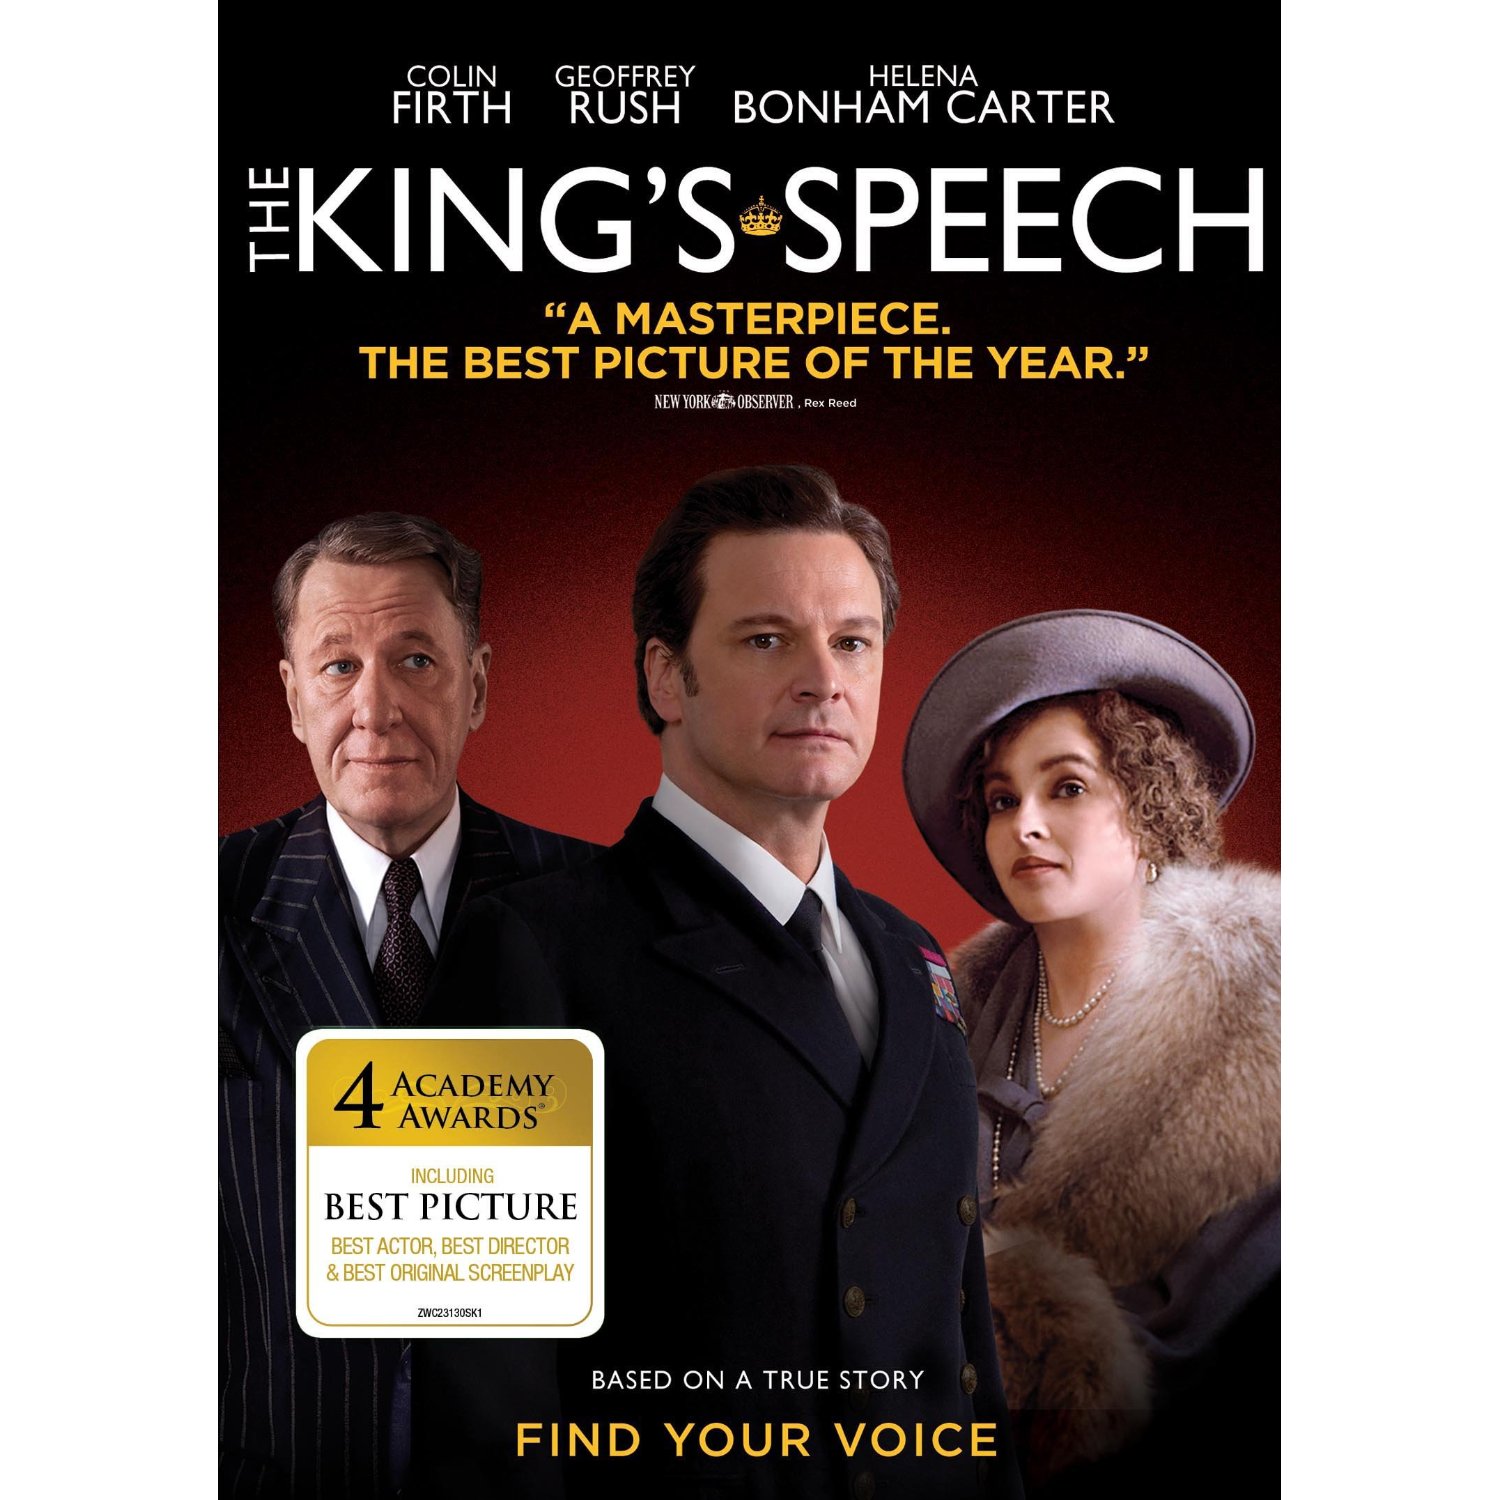 COLIN GEOFFREY HELENA
FIRTH RUSH BONHAM CARTER
THE KING'S SPEECH
“A MASTERPIECE.
THE BEST PICTURE OF THE YEAR.”
NEW YORK OBSERVER , Rex Reed
4 ACADEMY
AWARDS®
INCLUDING
BEST PICTURE
BEST ACTOR, BEST DIRECTOR
& BEST ORIGINAL SCREENPLAY
ZWC23130SK1
BASED ON A TRUE STORY
FIND YOUR VOICE